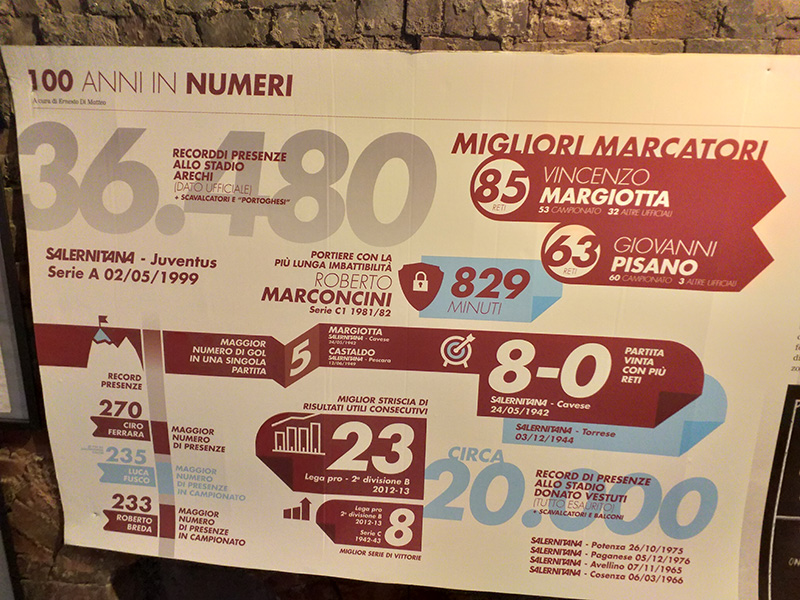 100 ANNI IN NUMERI
A cura di Ernesto Di Matteo
36.480
RECORDDI PRESENZE
ALLO STADIO
ARECHI
(DATO UFFICIALE)
+ SCAVALCATORI E "PORTOGHESI"
SALERNITANA - Juventus
Serie A 02/05/1999
MIGLIORI MARCATORI
85
RETI
VINCENZO
MARGIOTTA
53 CAMPIONATO 32 ALTRE UFFICIALI
63
RETI
GIOVANNI
PISANO
60 CAMPIONATO 3 ALTRE UFFICIALI
PORTIERE CON LA
PIÙ LUNGA IMBATTIBILITÀ
ROBERTO
MARCONCINI
Serie C1 1981/82
829
MINUTI
MAGGIOR
NUMERO DI GOL
IN UNA SINGOLA
PARTITA
5
MARGIOTTA
SALERNITANA - Cavese
24/05/1942
CASTALDO
SALERNITANA - Pescara
12/06/1949
8-0
PARTITA
VINTA
CON PIÙ
RETI
SALERNITANA - Cavese
24/05/1942
SALERNITANA - Torrese
03/12/1944
RECORD
PRESENZE
270
CIRO
FERRARA
MAGGIOR
NUMERO
DI PRESENZE
235
LUCA
FUSCO
MAGGIOR
NUMERO
DI PRESENZE
IN CAMPIONATO
233
ROBERTO
BREDA
MAGGIOR
NUMERO
DI PRESENZE
IN CAMPIONATO
MIGLIOR STRISCIA DI
RISULTATI UTILI CONSECUTIVI
23
Lega pro - 2ª divisione B
2012-13
Lega pro
2ª divisione B
2012-13
Serie C
1942-43
8
MIGLIOR SERIE DI VITTORIE
CIRCA
20.000
RECORD DI PRESENZE
ALLO STADIO
DONATO VESTUTI
(TUTTO ESAURITO)
+ SCAVALCATORI E BALCONI
SALERNITANA - Potenza 26/10/1975
SALERNITANA - Paganese 05/12/1976
SALERNITANA - Avellino 07/11/1965
SALERNITANA - Cosenza 06/03/1966